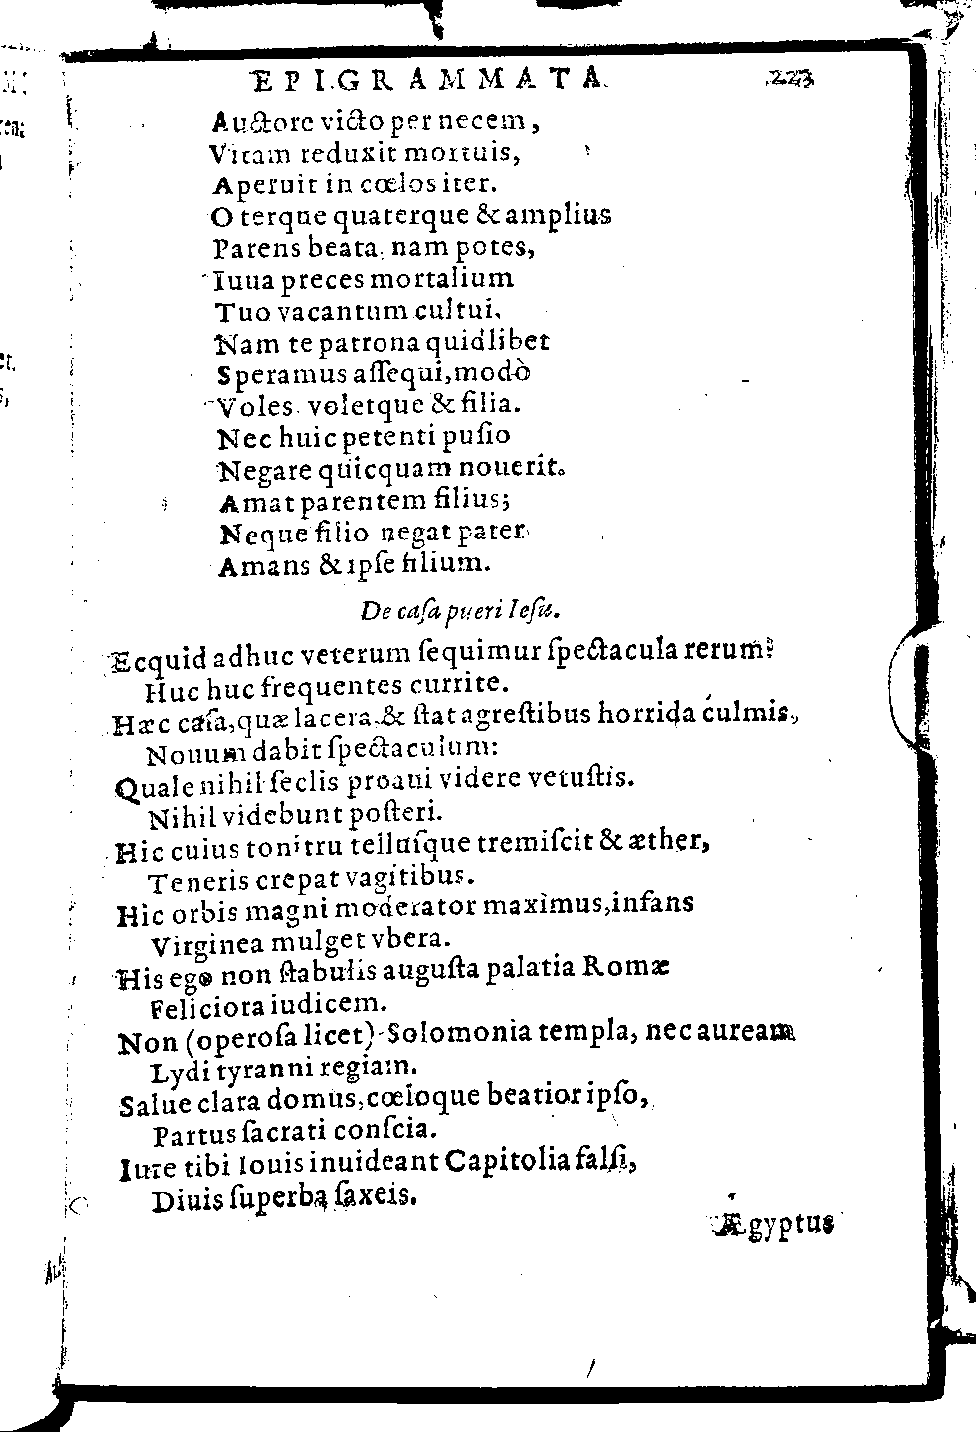 EPIGRAMMATA. 223
Auctore victo per necem,
Vitam reduxit mortuis,
Aperuit in cœlos iter.
O terque quaterque & amplius
Parens beata, nam potes,
Iuua preces mortalium
Tuo vacantum cultui.
Nam te patrona quidlibet
Speramus aſſequi, modò
Voles. voletque & filia.
Nec huic petenti puſio
Negare quicquam nouerit.
Amat parentem filius;
Neque filio negat pater
Amans & ipſe filium.
De caſa pueri Ieſu.
Ecquid adhuc veterum ſequimur ſpectacula rerum?
Huc huc frequentes currite.
Hæc caſa, quæ lacera & ſtat agreſtibus horrida culmis,
Nouum dabit ſpectaculum:
Quale nihil ſeclis proaui videre vetuſtis.
Nihil videbunt poſteri.
Hic cuius tonitru telluſque tremiſcit & æther,
Teneris crepat vagitibus.
Hic orbis magni moderator maximus, infans
Virginea mulget vbera.
His ego non ſtabulis auguſta palatia Romæ
Feliciora iudicem.
Non (operoſa licet) Solomonia templa, nec auream
Lydi tyranni regiam.
Salue clara domus, cœloque beatior ipſo,
Partus ſacrati conſcia.
Iure tibi Iouis inuideant Capitolia falſi,
Diuis ſuperba ſaxeis.
Ægyptus